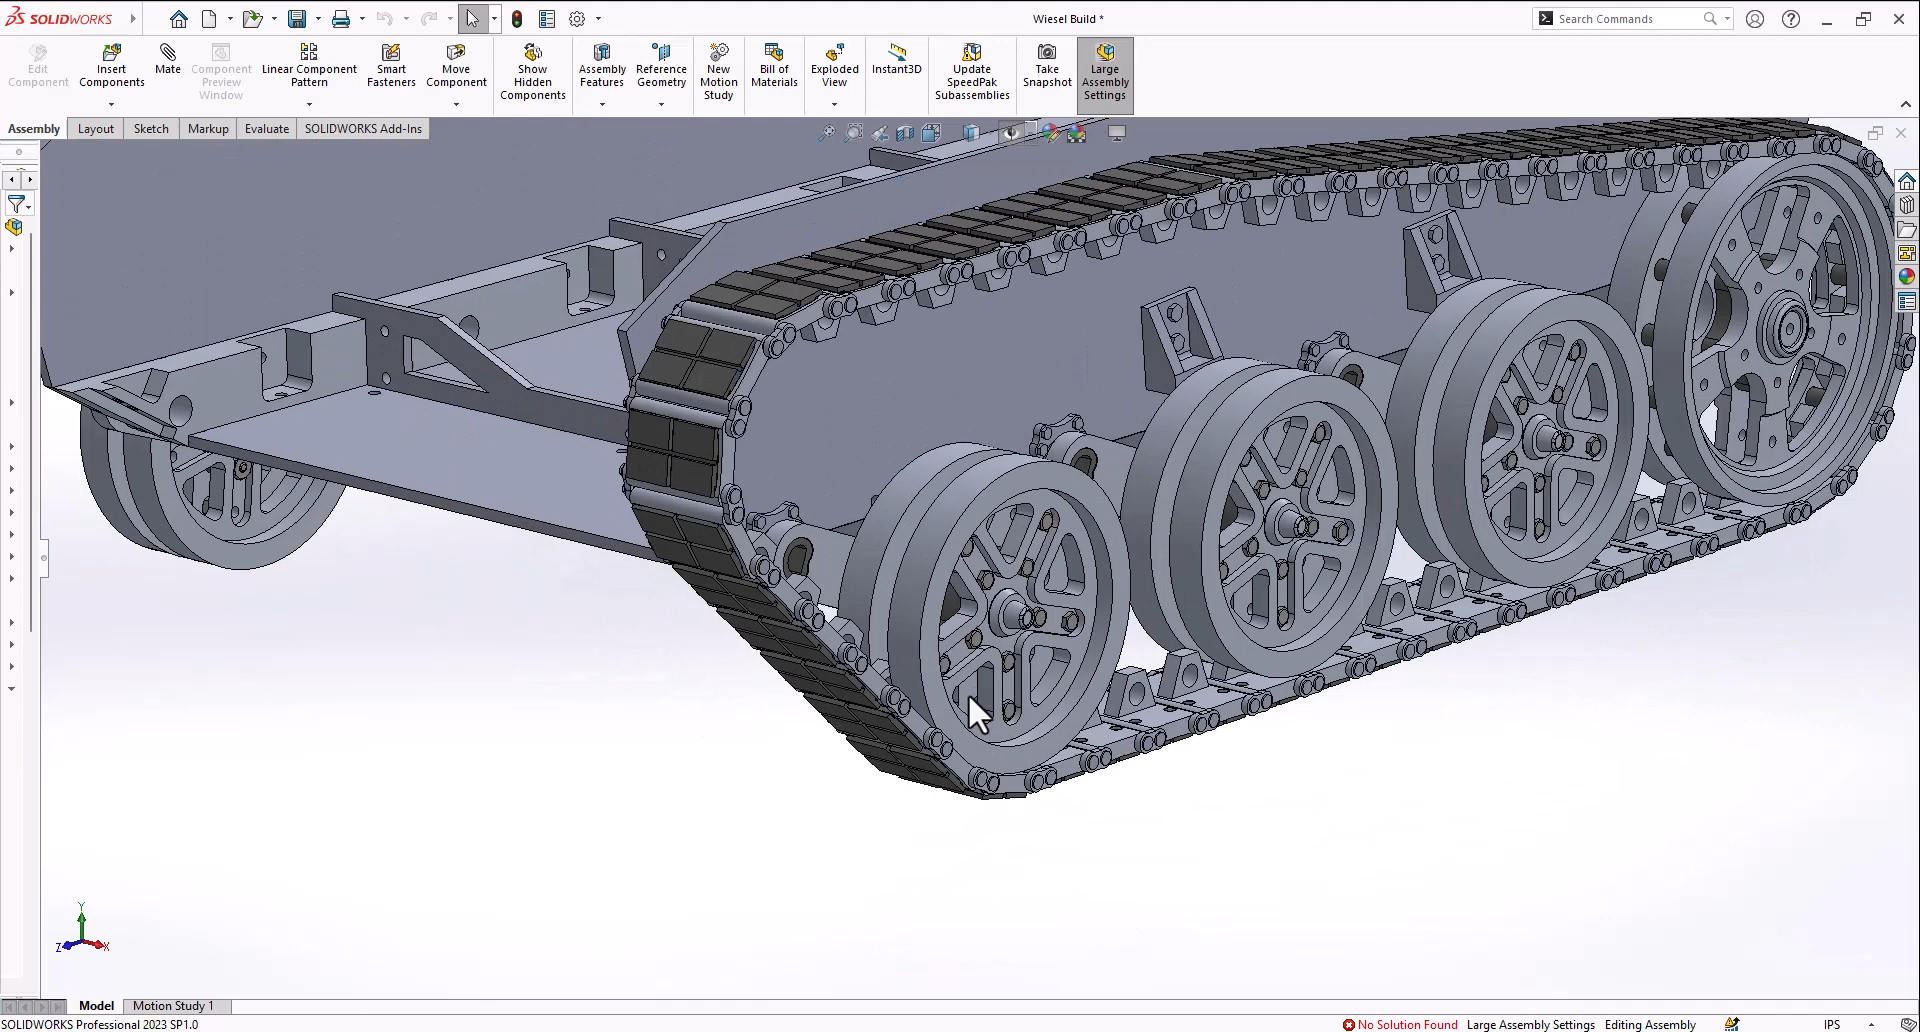 SOLIDWORKS
Wiesel Build *
Search Commands
Edit Component
Insert Components
Mate
Component Preview Window
Linear Component Pattern
Smart Fasteners
Move Component
Show Hidden Components
Assembly Features
Reference Geometry
New Motion Study
Bill of Materials
Exploded View
Instant3D
Update SpeedPak Subassemblies
Take Snapshot
Large Assembly Settings
Assembly
Layout
Sketch
Markup
Evaluate
SOLIDWORKS Add-Ins
Y
Z
X
Model
Motion Study 1
SOLIDWORKS Professional 2023 SP1.0
No Solution Found
Large Assembly Settings
Editing Assembly
IPS